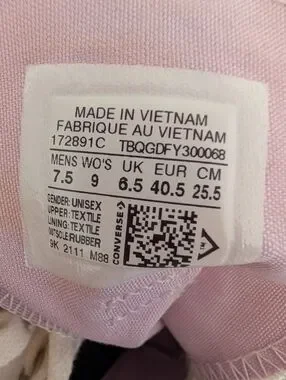 MADE IN VIETNAM
FABRIQUE AU VIETNAM
172891C TBQGDFY300068
MENS WO'S UK EUR CM
7.5 9 6.5 40.5 25.5
GENDER: UNISEX
UPPER: TEXTILE
LINING: TEXTILE
OUTSOLE:RUBBER
9K 2111 M88
CONVERSE